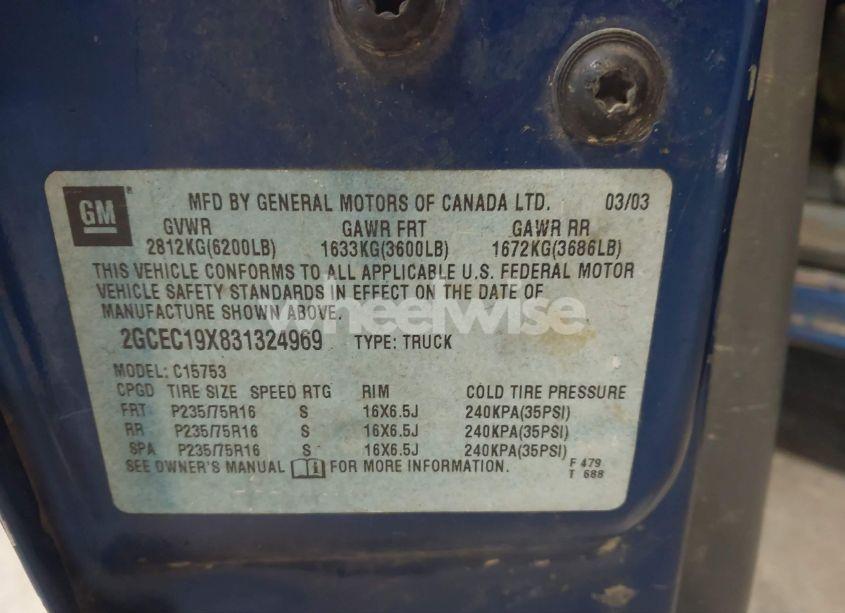 GM
MFD BY GENERAL MOTORS OF CANADA LTD. 03/03
GVWR GAWR FRT GAWR RR
2812KG(6200LB) 1633KG(3600LB) 1672KG(3686LB)
THIS VEHICLE CONFORMS TO ALL APPLICABLE U.S. FEDERAL MOTOR
VEHICLE SAFETY STANDARDS IN EFFECT ON THE DATE OF
MANUFACTURE SHOWN ABOVE.
wheelwise
2GCEC19X831324969 TYPE: TRUCK
MODEL: C15753
CPGD TIRE SIZE SPEED RTG RIM COLD TIRE PRESSURE
FRT P235/75R16 S 16X6.5J 240KPA(35PSI)
RR P235/75R16 S 16X6.5J 240KPA(35PSI)
SPA P235/75R16 S 16X6.5J 240KPA(35PSI)
SEE OWNER'S MANUAL FOR MORE INFORMATION.
F 479
T 688